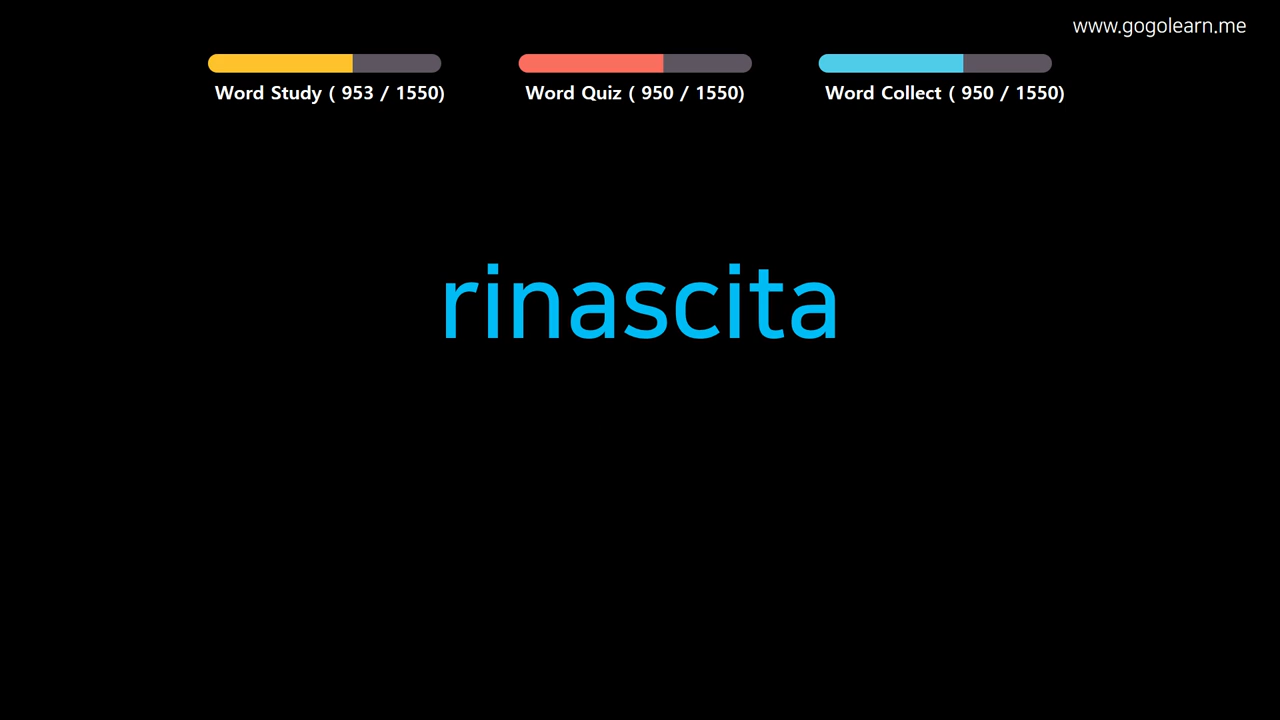 www.gogolearn.me
Word Study ( 953 / 1550)
Word Quiz ( 950 / 1550)
Word Collect ( 950 / 1550)
rinascita